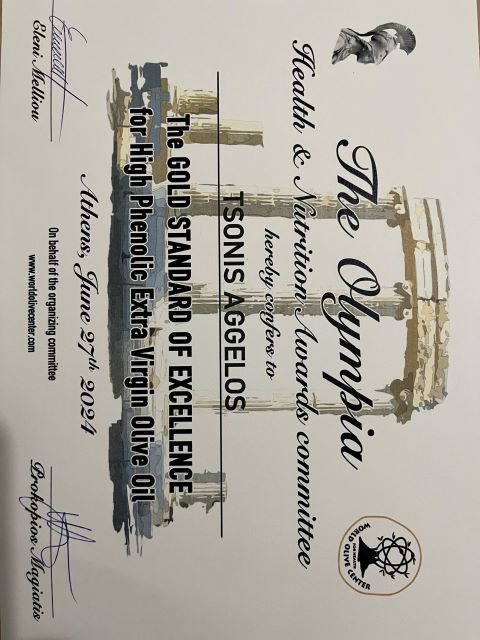 The Olympia
Health & Nutrition Awards committee
hereby confers to
TSONIS AGGELOS
The GOLD STANDARD OF EXCELLENCE
for High Phenolic Extra Virgin Olive Oil
Athens, June 27th 2024
On behalf of the organizing committee
www.worldolivecenter.com
Eleni Melliou
Prokopios Magiatis
WORLD OLIVE CENTER
FOR HEALTH